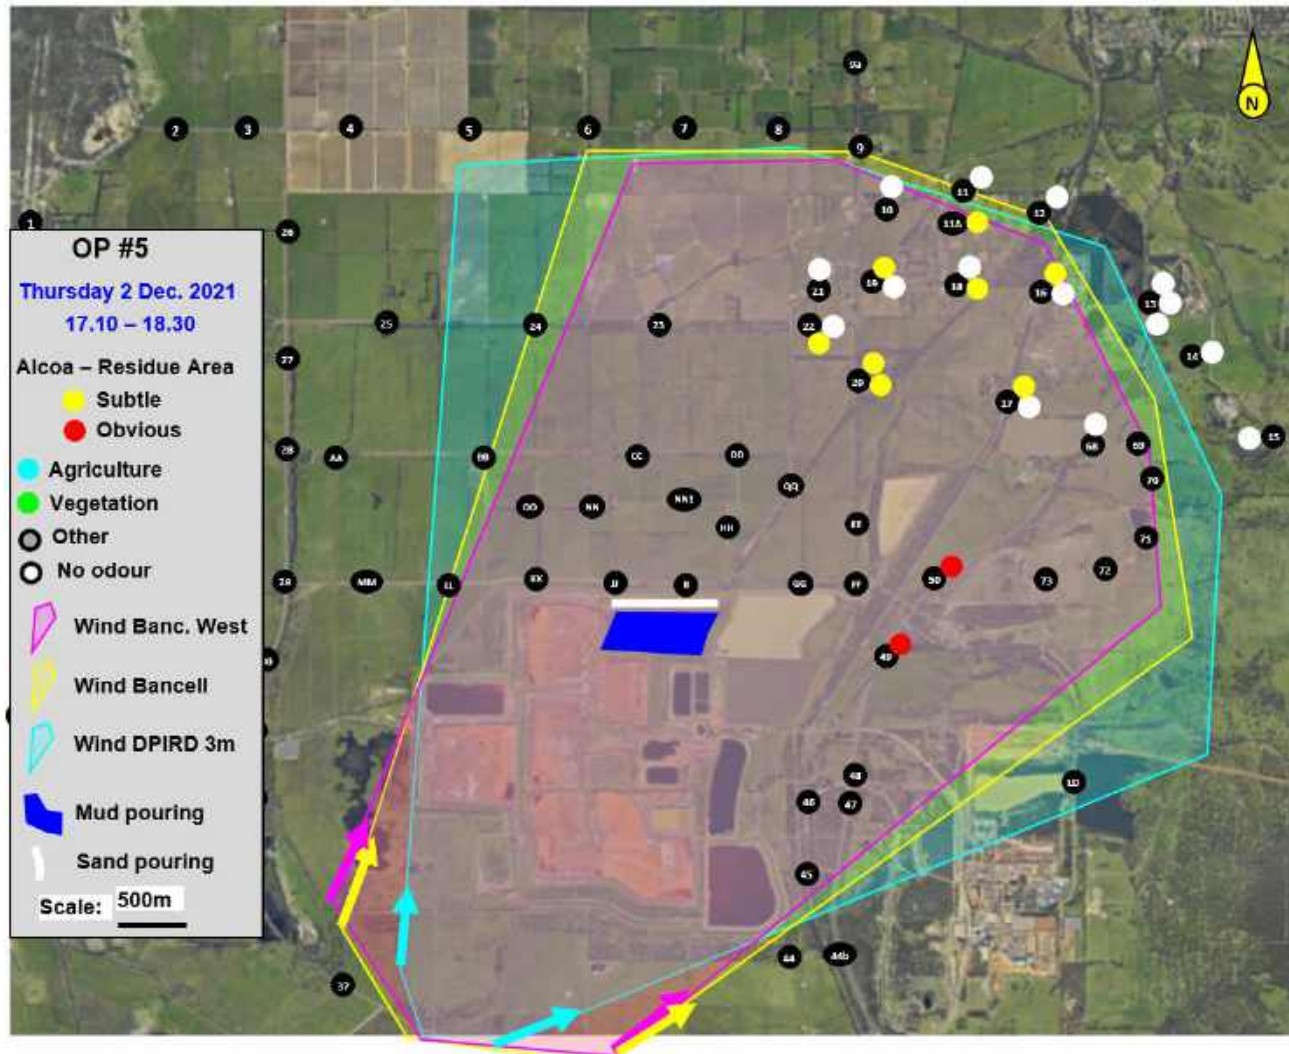 9a
2 3 4 5 6 7 8 9
1
26
10 11 12
11A
OP #5
Thursday 2 Dec. 2021
17.10 – 18.30
Alcoa – Residue Area
Subtle
Obvious
Agriculture
Vegetation
Other
No odour
Wind Banc. West
Wind Bancell
Wind DPIRD 3m
Mud pouring
Sand pouring
Scale: 500m
N
21 18 16
13
25 24 23 22
27
14
20
17
28 AA BB CC DD
68 69 15
QQ
70
OO NN NN1
HH EE
71
29 MM LL KK JJ II GG FF 50 73 72
49
48
46 47
UD
45
44 44b
37